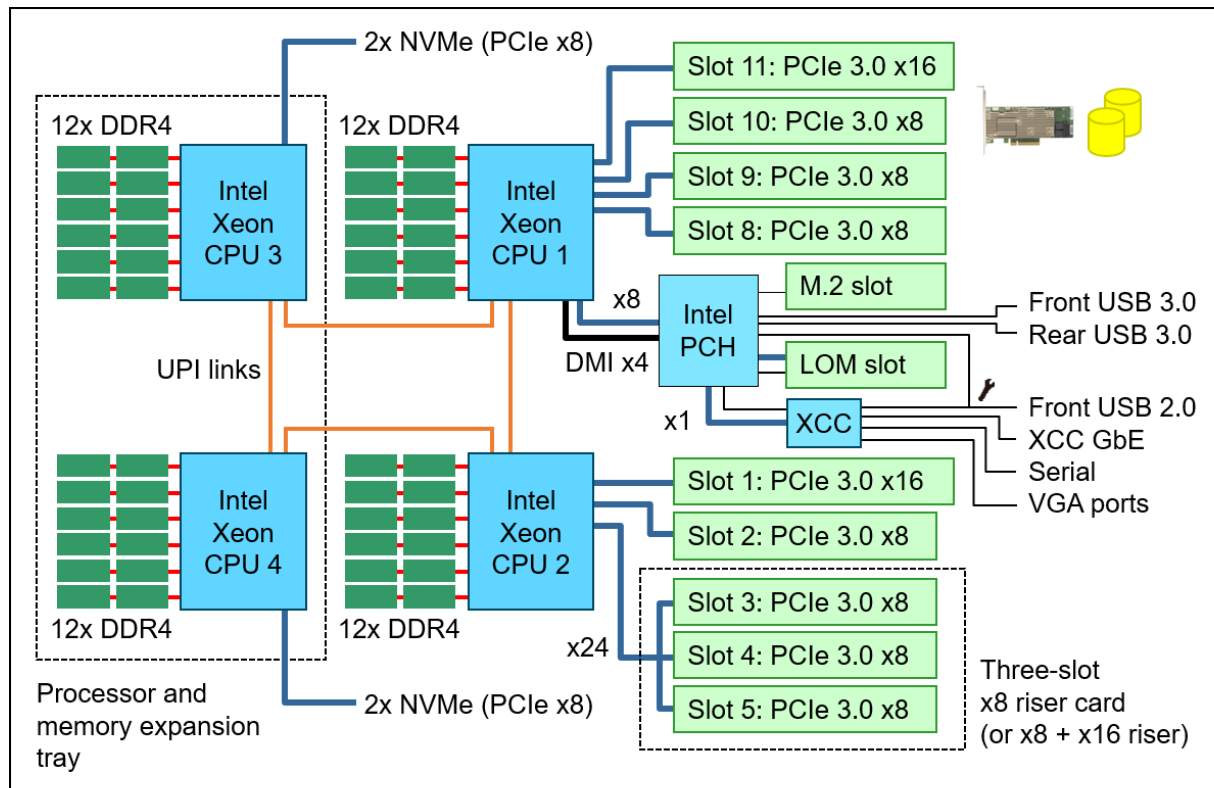 2x NVMe (PCIe x8)
12x DDR4
Intel
Xeon
CPU 3
12x DDR4
Intel
Xeon
CPU 1
Slot 11: PCIe 3.0 x16
Slot 10: PCIe 3.0 x8
Slot 9: PCIe 3.0 x8
Slot 8: PCIe 3.0 x8
x8
DMI x4
Intel
PCH
M.2 slot
LOM slot
Front USB 3.0
Rear USB 3.0
UPI links
x1
XCC
Front USB 2.0
XCC GbE
Serial
VGA ports
Intel
Xeon
CPU 4
12x DDR4
Intel
Xeon
CPU 2
12x DDR4
Slot 1: PCIe 3.0 x16
Slot 2: PCIe 3.0 x8
x24
Slot 3: PCIe 3.0 x8
Slot 4: PCIe 3.0 x8
Slot 5: PCIe 3.0 x8
Three-slot
x8 riser card
(or x8 + x16 riser)
Processor and
memory expansion
tray
2x NVMe (PCIe x8)